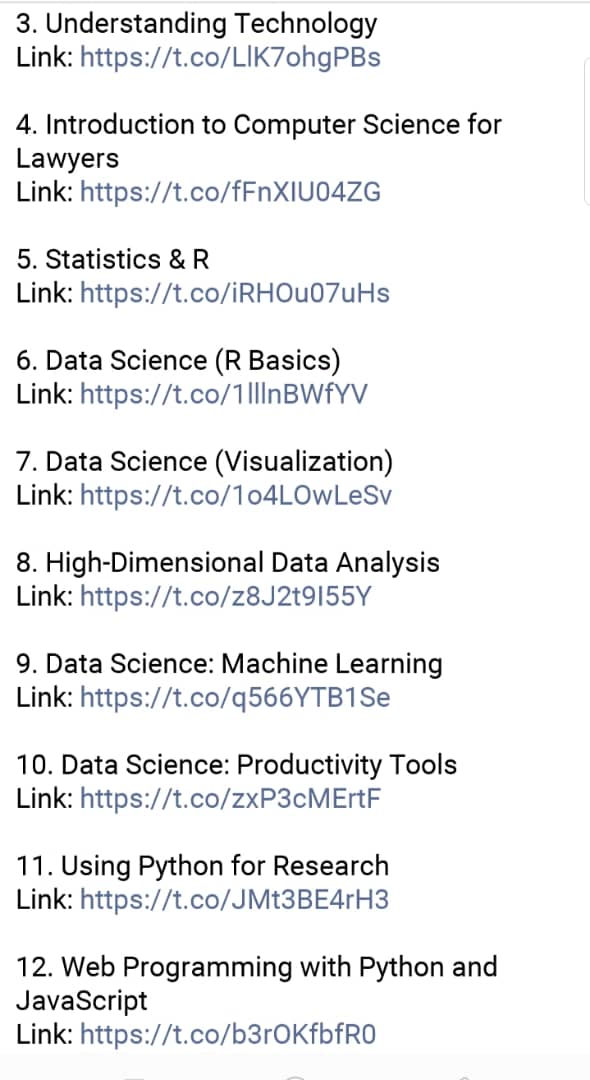 3. Understanding Technology
Link: https://t.co/LlK7ohgPBs
4. Introduction to Computer Science for
Lawyers
Link: https://t.co/fFnXIU04ZG
5. Statistics & R
Link: https://t.co/iRHOu07uHs
6. Data Science (R Basics)
Link: https://t.co/1lllnBWfYV
7. Data Science (Visualization)
Link: https://t.co/1o4LOwLeSv
8. High-Dimensional Data Analysis
Link: https://t.co/z8J2t9I55Y
9. Data Science: Machine Learning
Link: https://t.co/q566YTB1Se
10. Data Science: Productivity Tools
Link: https://t.co/zxP3cMErtF
11. Using Python for Research
Link: https://t.co/JMt3BE4rH3
12. Web Programming with Python and
JavaScript
Link: https://t.co/b3rOKfbfR0